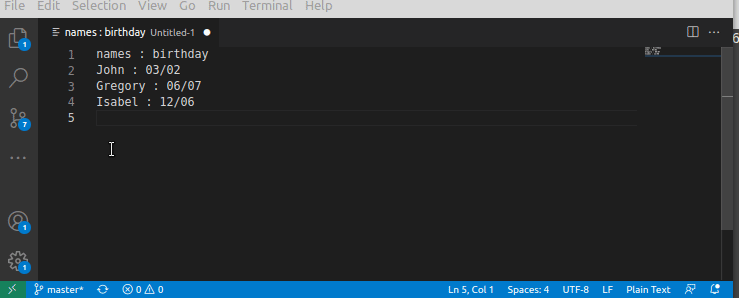 File Edit Selection View Go Run Terminal Help
names : birthday Untitled-1
1 names : birthday
2 John : 03/02
3 Gregory : 06/07
4 Isabel : 12/06
5
1
7
1
1
master* 0 0 Ln 5, Col 1 Spaces: 4 UTF-8 LF Plain Text
6